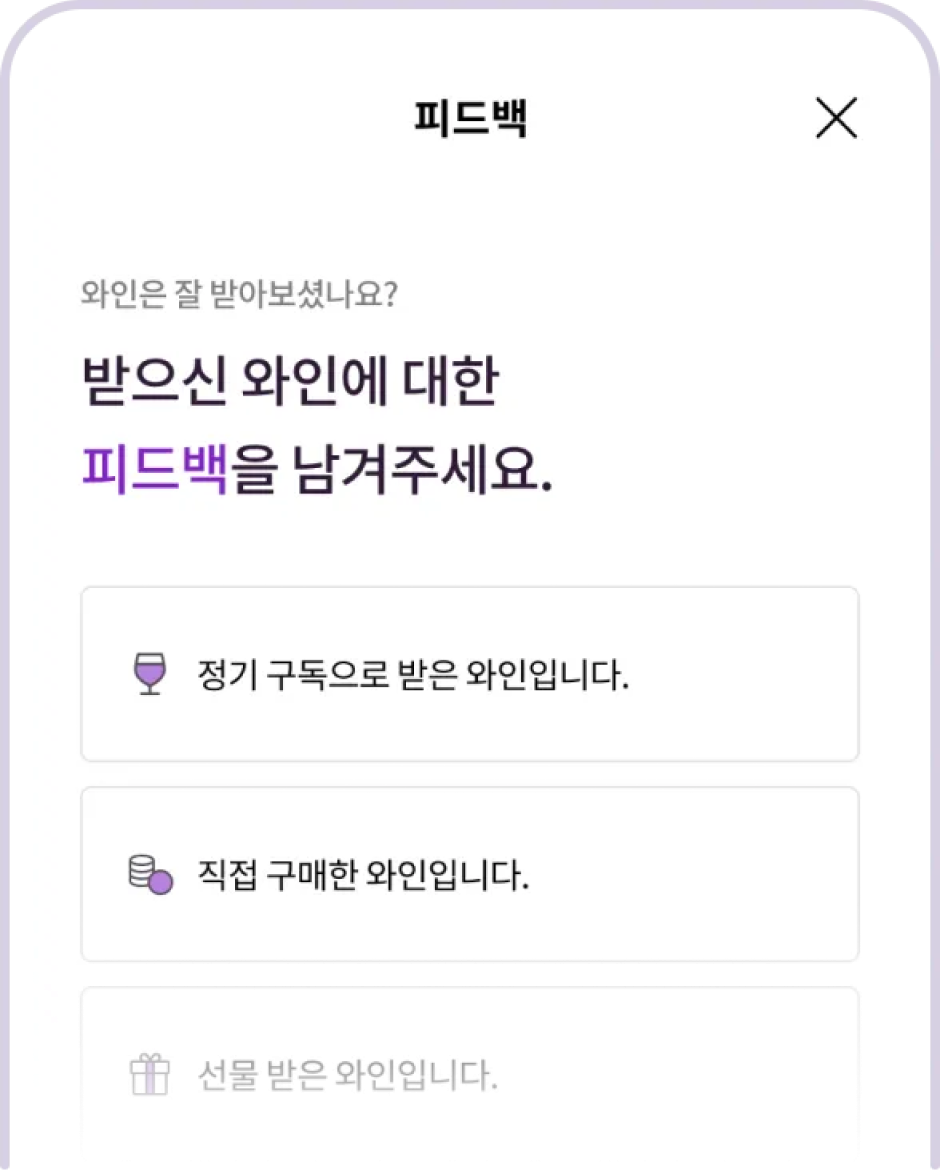 피드백
와인은 잘 받아보셨나요?
받으신 와인에 대한
피드백을 남겨주세요.
정기 구독으로 받은 와인입니다.
직접 구매한 와인입니다.
선물 받은 와인입니다.